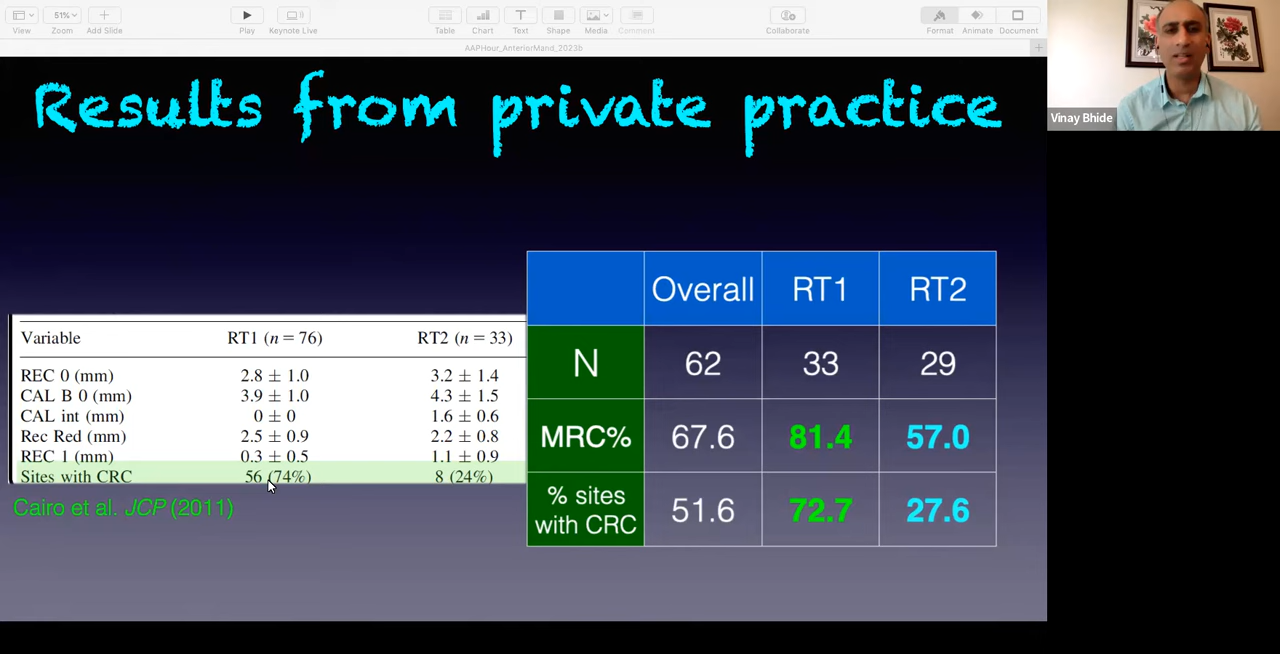 View
51%
Zoom
Add Slide
Play
Keynote Live
Table
Chart
Text
Shape
Media
Comment
Collaborate
Format
Animate
Document
AAPHour_AnteriorMand_2023b
Results from private practice
Vinay Bhide
Variable RT1 (n = 76) RT2 (n = 33)
REC 0 (mm) 2.8 ± 1.0 3.2 ± 1.4
CAL B 0 (mm) 3.9 ± 1.0 4.3 ± 1.5
CAL int (mm) 0 ± 0 1.6 ± 0.6
Rec Red (mm) 2.5 ± 0.9 2.2 ± 0.8
REC 1 (mm) 0.3 ± 0.5 1.1 ± 0.9
Sites with CRC 56 (74%) 8 (24%)
Cairo et al. JCP (2011)
Overall RT1 RT2
N 62 33 29
MRC% 67.6 81.4 57.0
% sites
with CRC 51.6 72.7 27.6